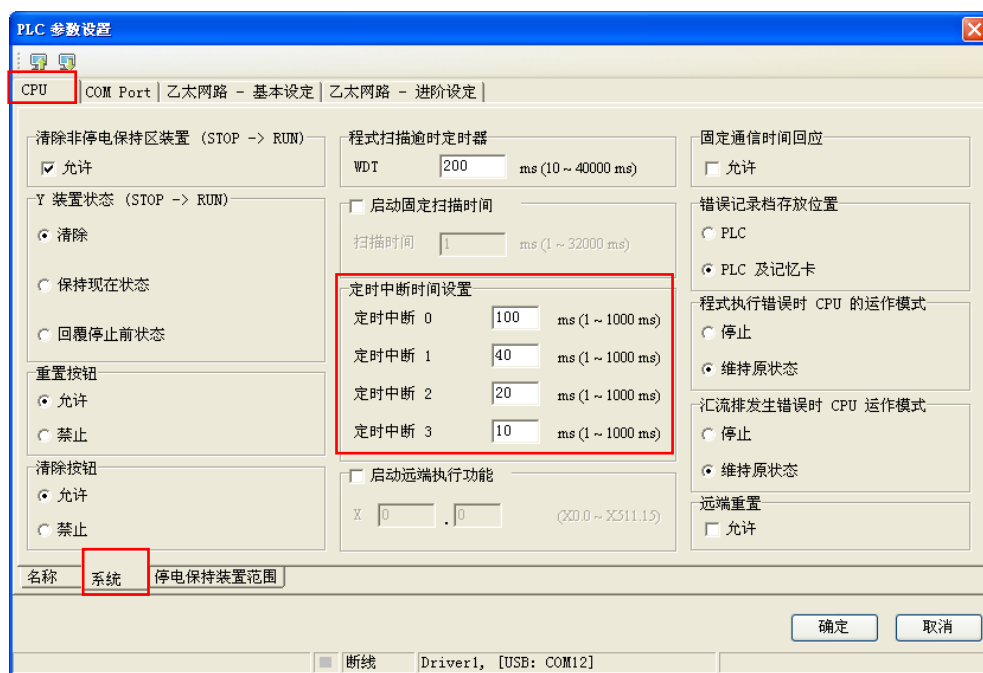 PLC 参数设置
CPU COM Port 乙太网路 - 基本设定 乙太网路 - 进阶设定
清除非停电保持区装置 (STOP -> RUN)
允许
Y 装置状态 (STOP -> RUN)
清除
保持现在状态
回覆停止前状态
重置按钮
允许
禁止
清除按钮
允许
禁止
程式扫描逾时定时器
WDT 200 ms (10 ~ 40000 ms)
启动固定扫描时间
扫描时间 1 ms (1 ~ 32000 ms)
定时中断时间设置
定时中断 0 100 ms (1 ~ 1000 ms)
定时中断 1 40 ms (1 ~ 1000 ms)
定时中断 2 20 ms (1 ~ 1000 ms)
定时中断 3 10 ms (1 ~ 1000 ms)
启动远端执行功能
X 0 . 0 (X0.0 ~ X511.15)
固定通信时间回应
允许
错误记录档存放位置
PLC
PLC 及记忆卡
程式执行错误时 CPU 的运作模式
停止
维持原状态
汇流排发生错误时 CPU 运作模式
停止
维持原状态
远端重置
允许
名称 系统 停电保持装置范围
确定 取消
断线 Driver1, [USB: COM12]